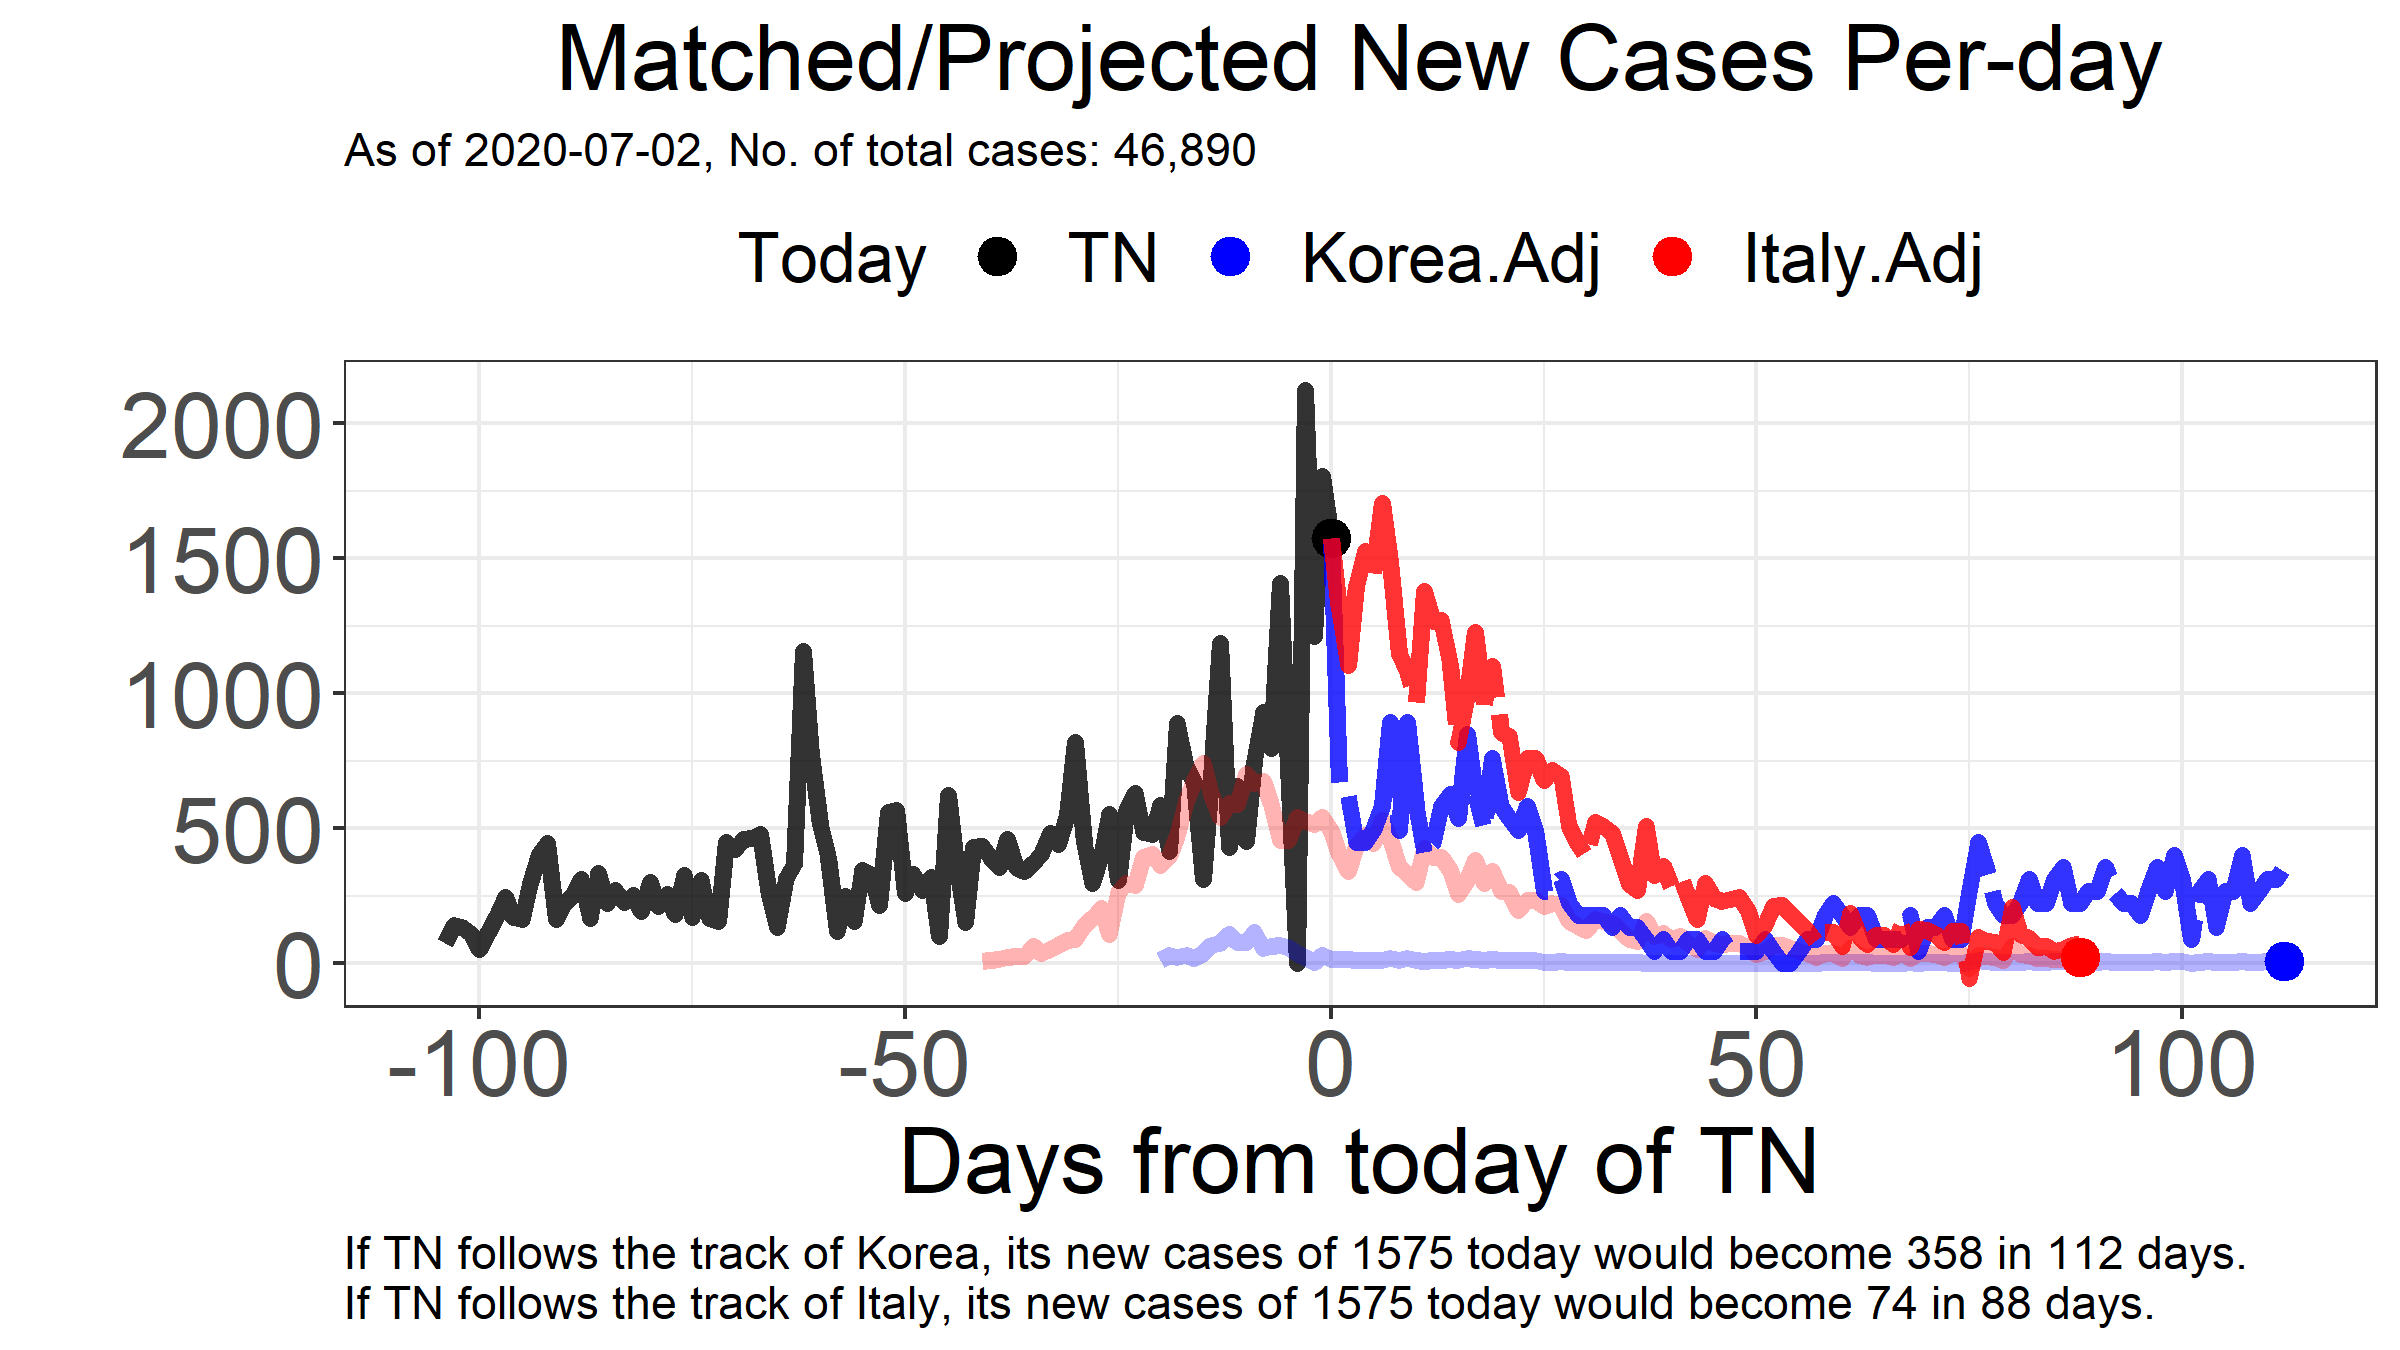 Matched/Projected New Cases Per-day
As of 2020-07-02, No. of total cases: 46,890
Today TN Korea.Adj Italy.Adj
2000
1500
1000
500
0
-100 -50 0 50 100
Days from today of TN
If TN follows the track of Korea, its new cases of 1575 today would become 358 in 112 days.
If TN follows the track of Italy, its new cases of 1575 today would become 74 in 88 days.